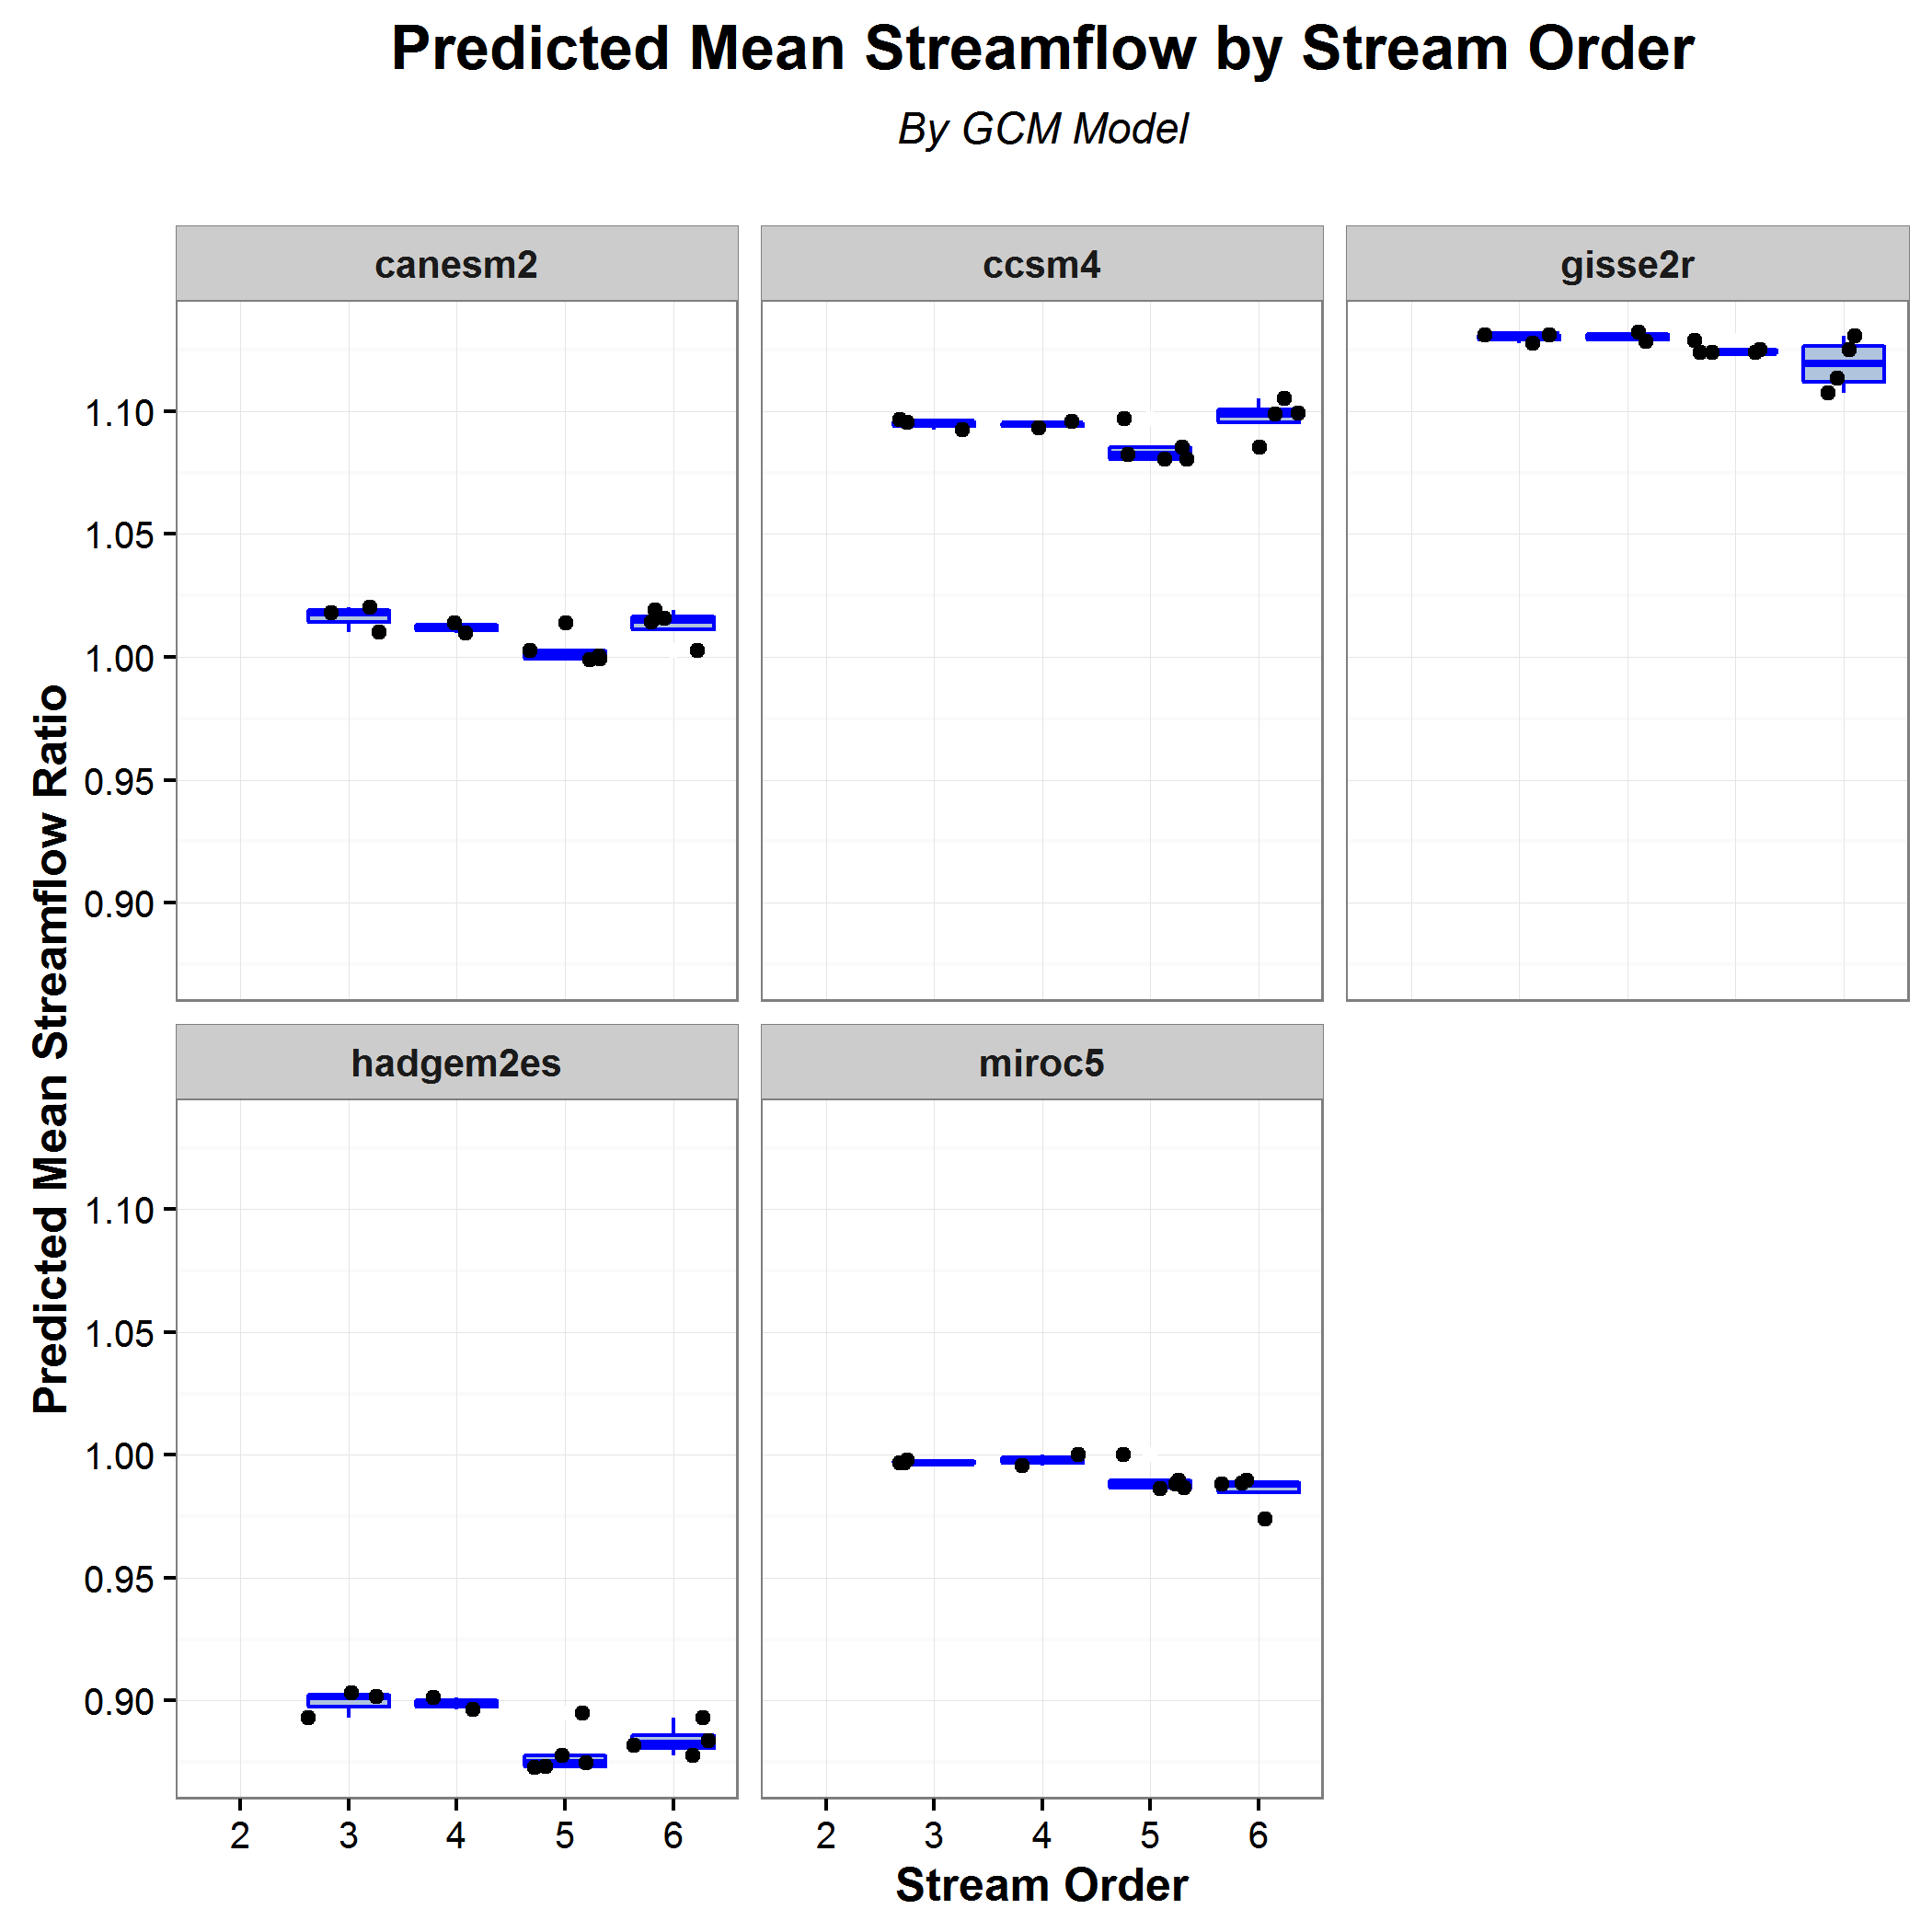 Predicted Mean Streamflow by Stream Order
By GCM Model
canesm2
ccsm4
gisse2r
1.10
1.05
1.00
0.95
0.90
Predicted Mean Streamflow Ratio
hadgem2es
miroc5
1.10
1.05
1.00
0.95
0.90
2 3 4 5 6
2 3 4 5 6
Stream Order